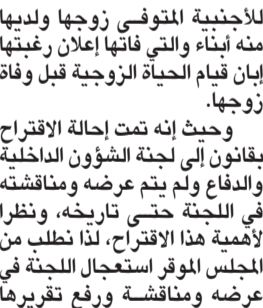 للأجنبية المتوفى زوجها ولديها
منه أبناء والتي فاتها إعلان رغبتها
إبان قيام الحياة الزوجية قبل وفاة
زوجها.
وحيث إنه تمت إحالة الاقتراح
بقانون إلى لجنة الشؤون الداخلية
والدفاع ولم يتم عرضه ومناقشته
في اللجنة حتى تاريخه، ونظرا
لأهمية هذا الاقتراح، لذا نطلب من
المجلس الموقر استعجال اللجنة في
عرضه ومناقشة ورفع تقريرها